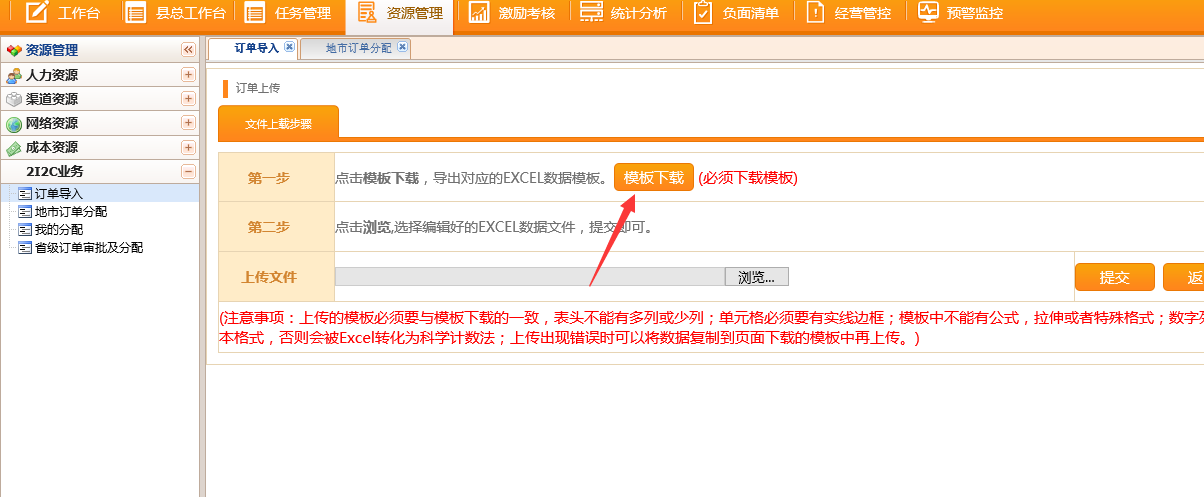 工作台 县总工作台 任务管理 资源管理 激励考核 统计分析 负面清单 经营管控 预警监控
资源管理
人力资源
渠道资源
网络资源
成本资源
2I2C业务
订单导入
地市订单分配
我的分配
省级订单审批及分配
订单导入 地市订单分配
订单上传
文件上载步骤
第一步 点击模板下载，导出对应的EXCEL数据模板。 模板下载 (必须下载模板)
第二步 点击浏览,选择编辑好的EXCEL数据文件，提交即可。
上传文件 浏览... 提交 返
(注意事项：上传的模板必须要与模板下载的一致，表头不能有多列或少列；单元格必须要有实线边框；模板中不能有公式，拉伸或者特殊格式；数字
本格式，否则会被Excel转化为科学计数法；上传出现错误时可以将数据复制到页面下载的模板中再上传。)